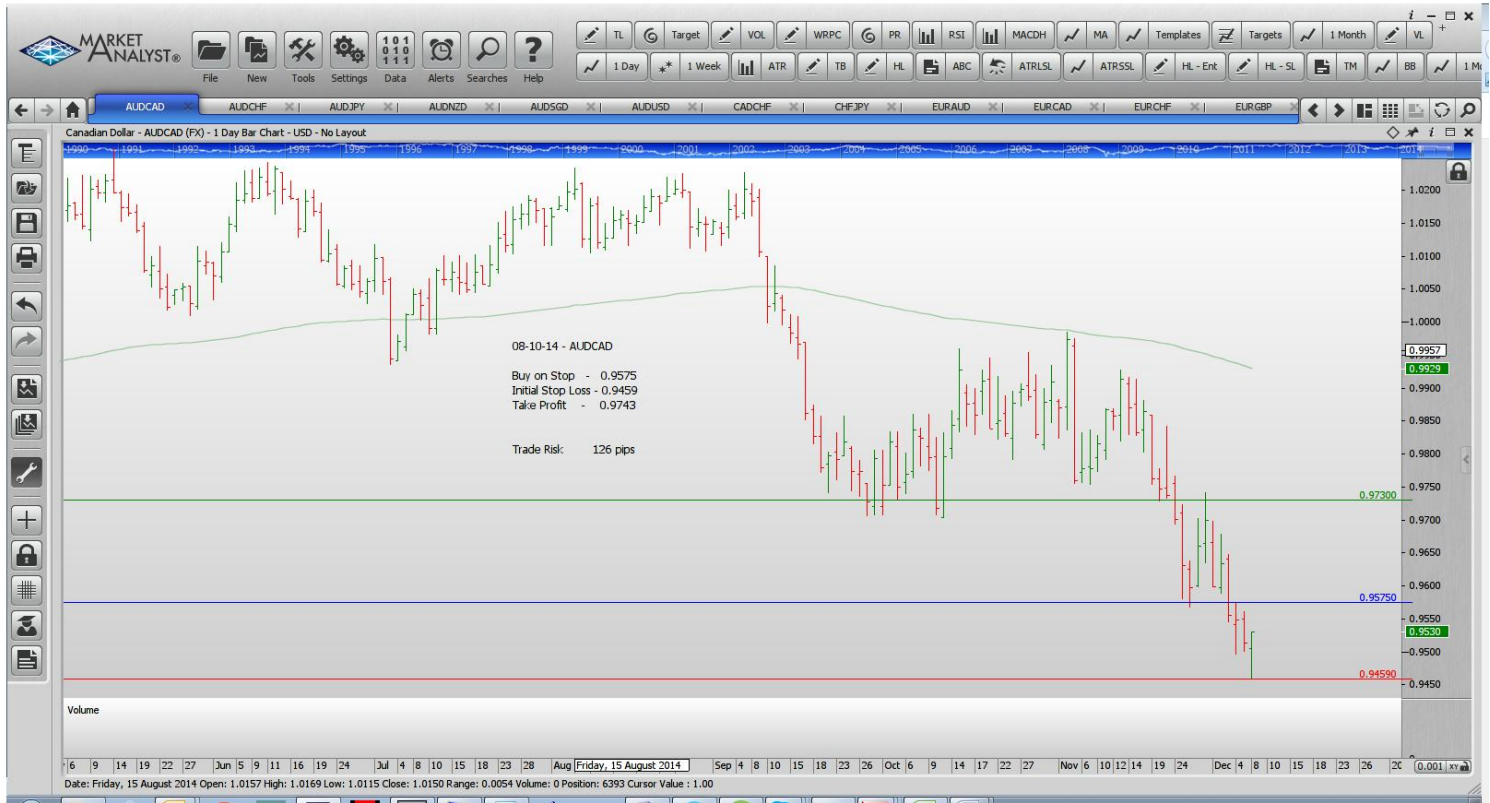 i
MARKET ANALYST®
File New Tools Settings Data Alerts Searches Help
TL Target VOL WRPC PR RSI MACDH MA Templates Targets 1 Month VL
1 Day 1 Week ATR TB HL ABC ATRLSL ATRSSL HL - Ent HL - SL TM BB
AUDCAD AUDCHF AUDJPY AUDNZD AUDSGD AUDUSD CADCHF CHFJPY EURAUD EURCAD EURCHF EURGBP
Canadian Dollar - AUDCAD (FX) - 1 Day Bar Chart - USD - No Layout
1990 1991 1992 1993 1994 1995 1996 1997 1998 1999 2000 2001 2002 2003 2004 2005 2006 2007 2008 2009 2010 2011 2012 2013 2014
1.0200
1.0150
1.0100
1.0050
1.0000
0.9957
0.9929
0.9900
0.9850
0.9800
0.9750
0.9700
0.9650
0.9600
0.9550
0.9530
0.9500
0.9450
08-10-14 - AUDCAD
Buy on Stop - 0.9575
Initial Stop Loss - 0.9459
Take Profit - 0.9743
Trade Risk 126 pips
0.97300
0.95750
0.94590
Volume
6 9 14 19 22 27 Jun 5 9 11 16 19 24 Jul 4 8 10 15 18 23 28 Aug Friday, 15 August 2014 Sep 4 8 10 15 18 23 26 Oct 6 9 14 17 22 27 Nov 6 10 12 14 19 24 Dec 4 8 10 15 18 23 26 0.001 XY
Date: Friday, 15 August 2014 Open: 1.0157 High: 1.0169 Low: 1.0115 Close: 1.0150 Range: 0.0054 Volume: 0 Position: 6393 Cursor Value : 1.00